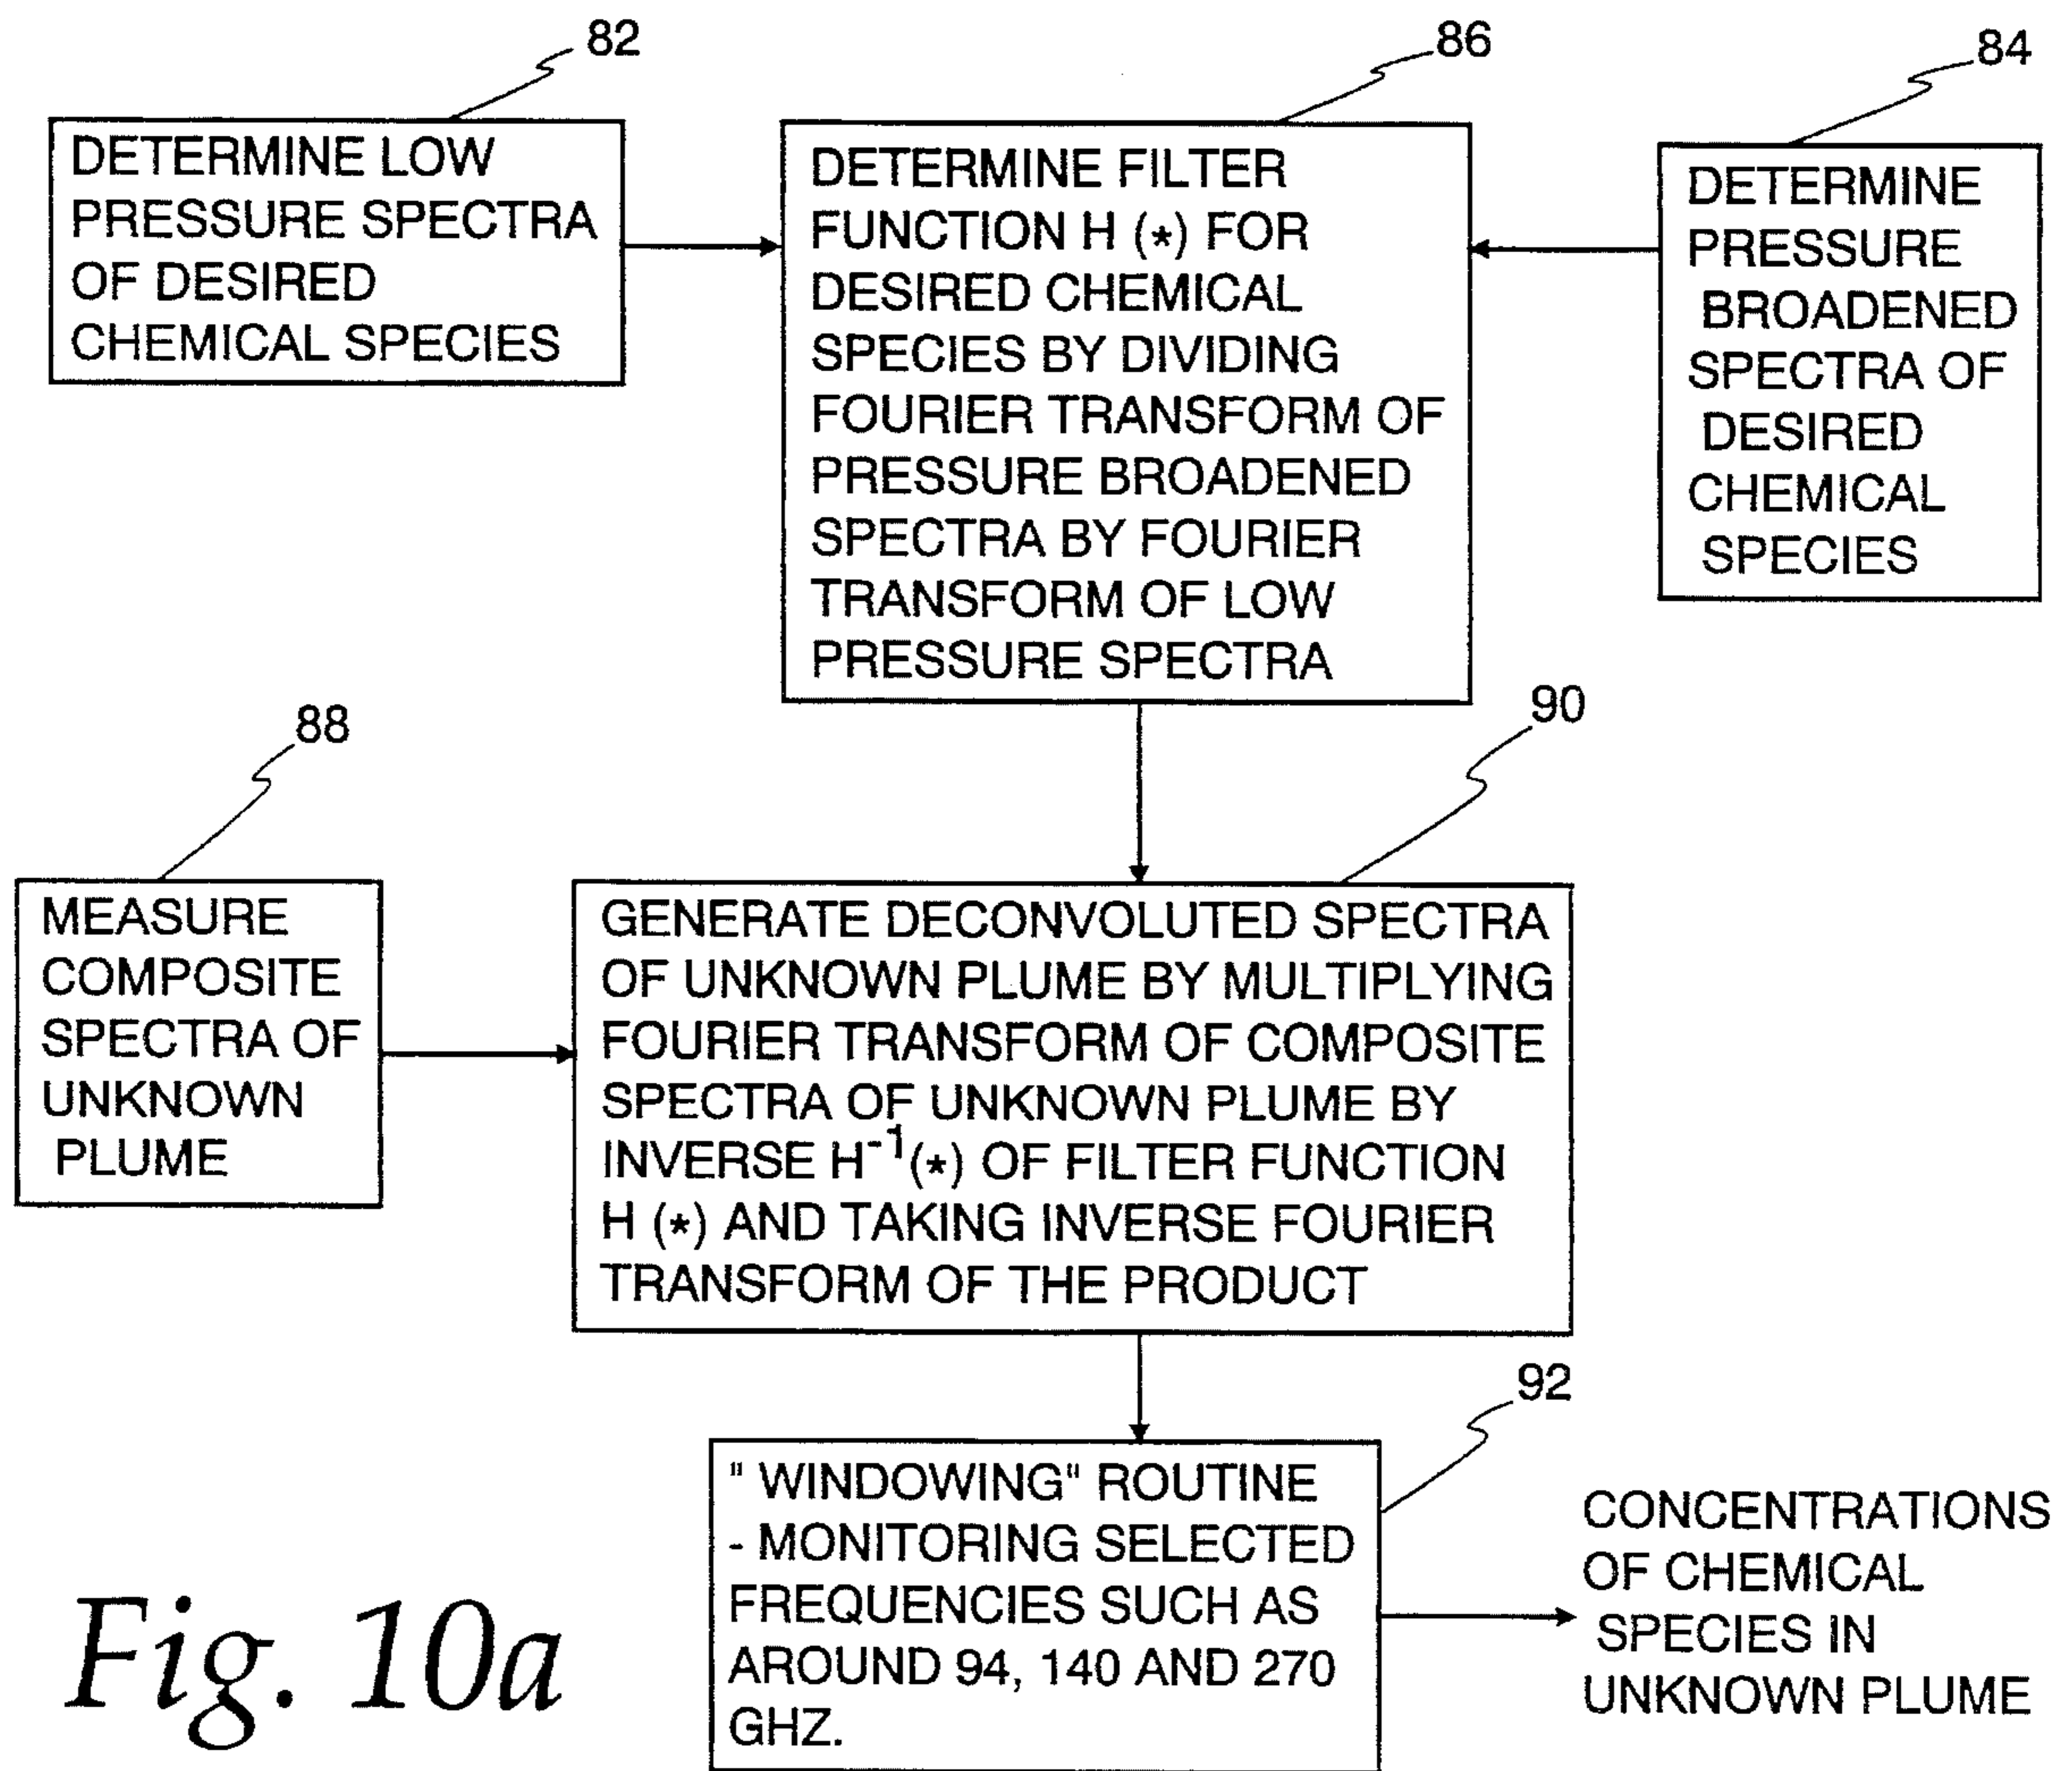 82
DETERMINE LOW
PRESSURE SPECTRA
OF DESIRED
CHEMICAL SPECIES
86
DETERMINE FILTER
FUNCTION H (*) FOR
DESIRED CHEMICAL
SPECIES BY DIVIDING
FOURIER TRANSFORM OF
PRESSURE BROADENED
SPECTRA BY FOURIER
TRANSFORM OF LOW
PRESSURE SPECTRA
84
DETERMINE
PRESSURE
BROADENED
SPECTRA OF
DESIRED
CHEMICAL
SPECIES
88
MEASURE
COMPOSITE
SPECTRA OF
UNKNOWN
PLUME
90
GENERATE DECONVOLUTED SPECTRA
OF UNKNOWN PLUME BY MULTIPLYING
FOURIER TRANSFORM OF COMPOSITE
SPECTRA OF UNKNOWN PLUME BY
INVERSE H⁻¹(*) OF FILTER FUNCTION
H (*) AND TAKING INVERSE FOURIER
TRANSFORM OF THE PRODUCT
92
" WINDOWING" ROUTINE
- MONITORING SELECTED
FREQUENCIES SUCH AS
AROUND 94, 140 AND 270
GHZ.
CONCENTRATIONS
OF CHEMICAL
SPECIES IN
UNKNOWN PLUME
Fig. 10a